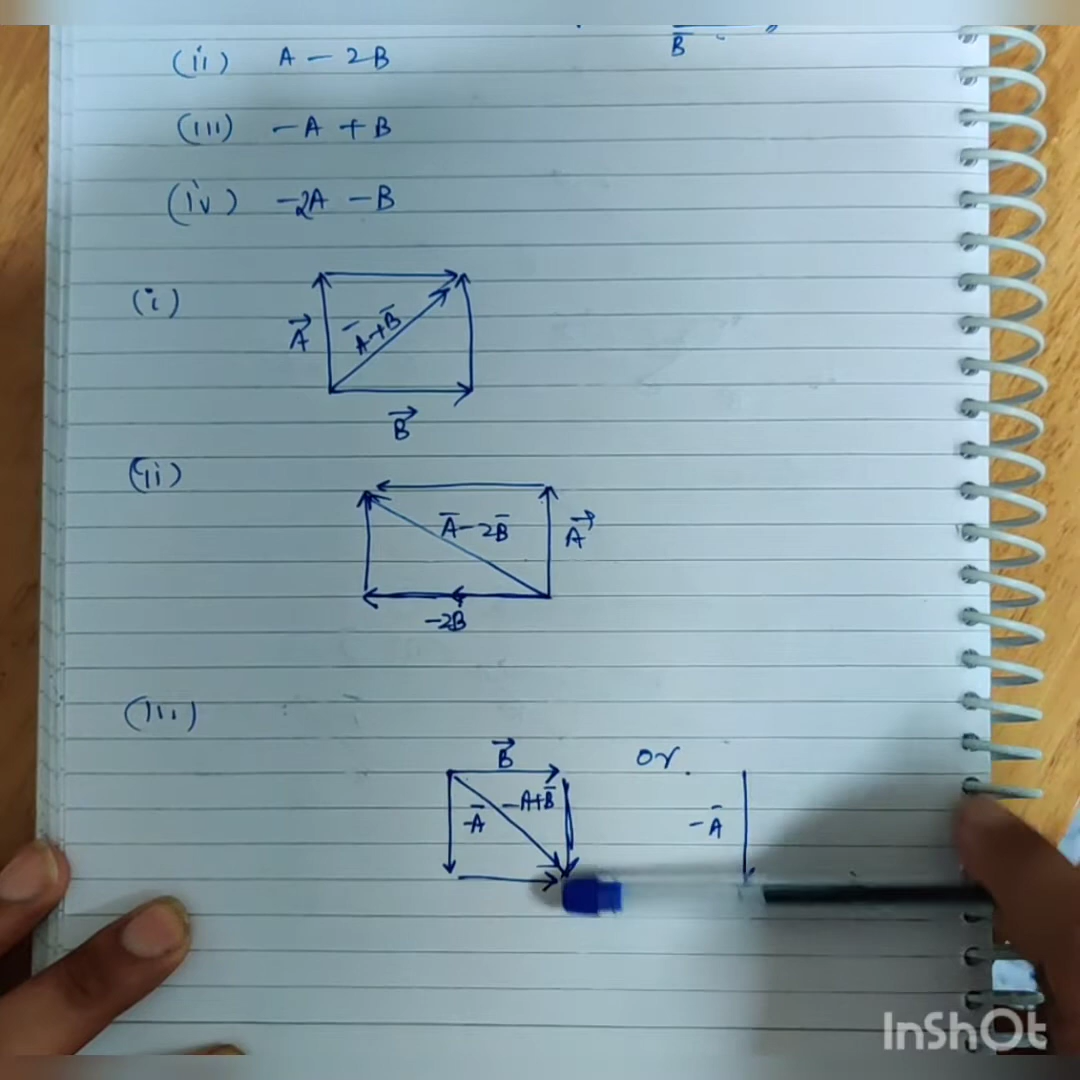 B̅
(ii) A - 2B
(iii) -A + B
(iv) -2A - B
(i)
A⃗
A̅+B̅
B⃗
(ii)
A̅ - 2B̅
A⃗
-2B
(iii)
B⃗
or
-A̅
-A+B̅
-A̅
InShOt